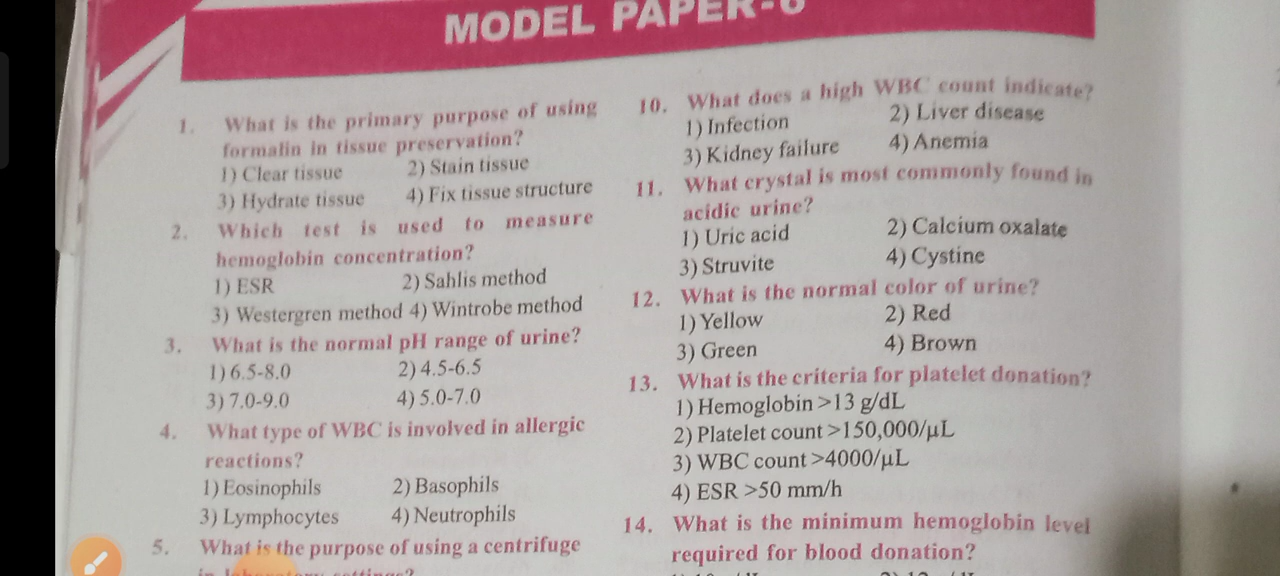 MODEL PAPER-6
1. What is the primary purpose of using
formalin in tissue preservation?
1) Clear tissue 2) Stain tissue
3) Hydrate tissue 4) Fix tissue structure
2. Which test is used to measure
hemoglobin concentration?
1) ESR 2) Sahlis method
3) Westergren method 4) Wintrobe method
3. What is the normal pH range of urine?
1) 6.5-8.0 2) 4.5-6.5
3) 7.0-9.0 4) 5.0-7.0
4. What type of WBC is involved in allergic
reactions?
1) Eosinophils 2) Basophils
3) Lymphocytes 4) Neutrophils
5. What is the purpose of using a centrifuge
10. What does a high WBC count indicate?
1) Infection 2) Liver disease
3) Kidney failure 4) Anemia
11. What crystal is most commonly found in
acidic urine?
1) Uric acid 2) Calcium oxalate
3) Struvite 4) Cystine
12. What is the normal color of urine?
1) Yellow 2) Red
3) Green 4) Brown
13. What is the criteria for platelet donation?
1) Hemoglobin >13 g/dL
2) Platelet count >150,000/µL
3) WBC count >4000/µL
4) ESR >50 mm/h
14. What is the minimum hemoglobin level
required for blood donation?